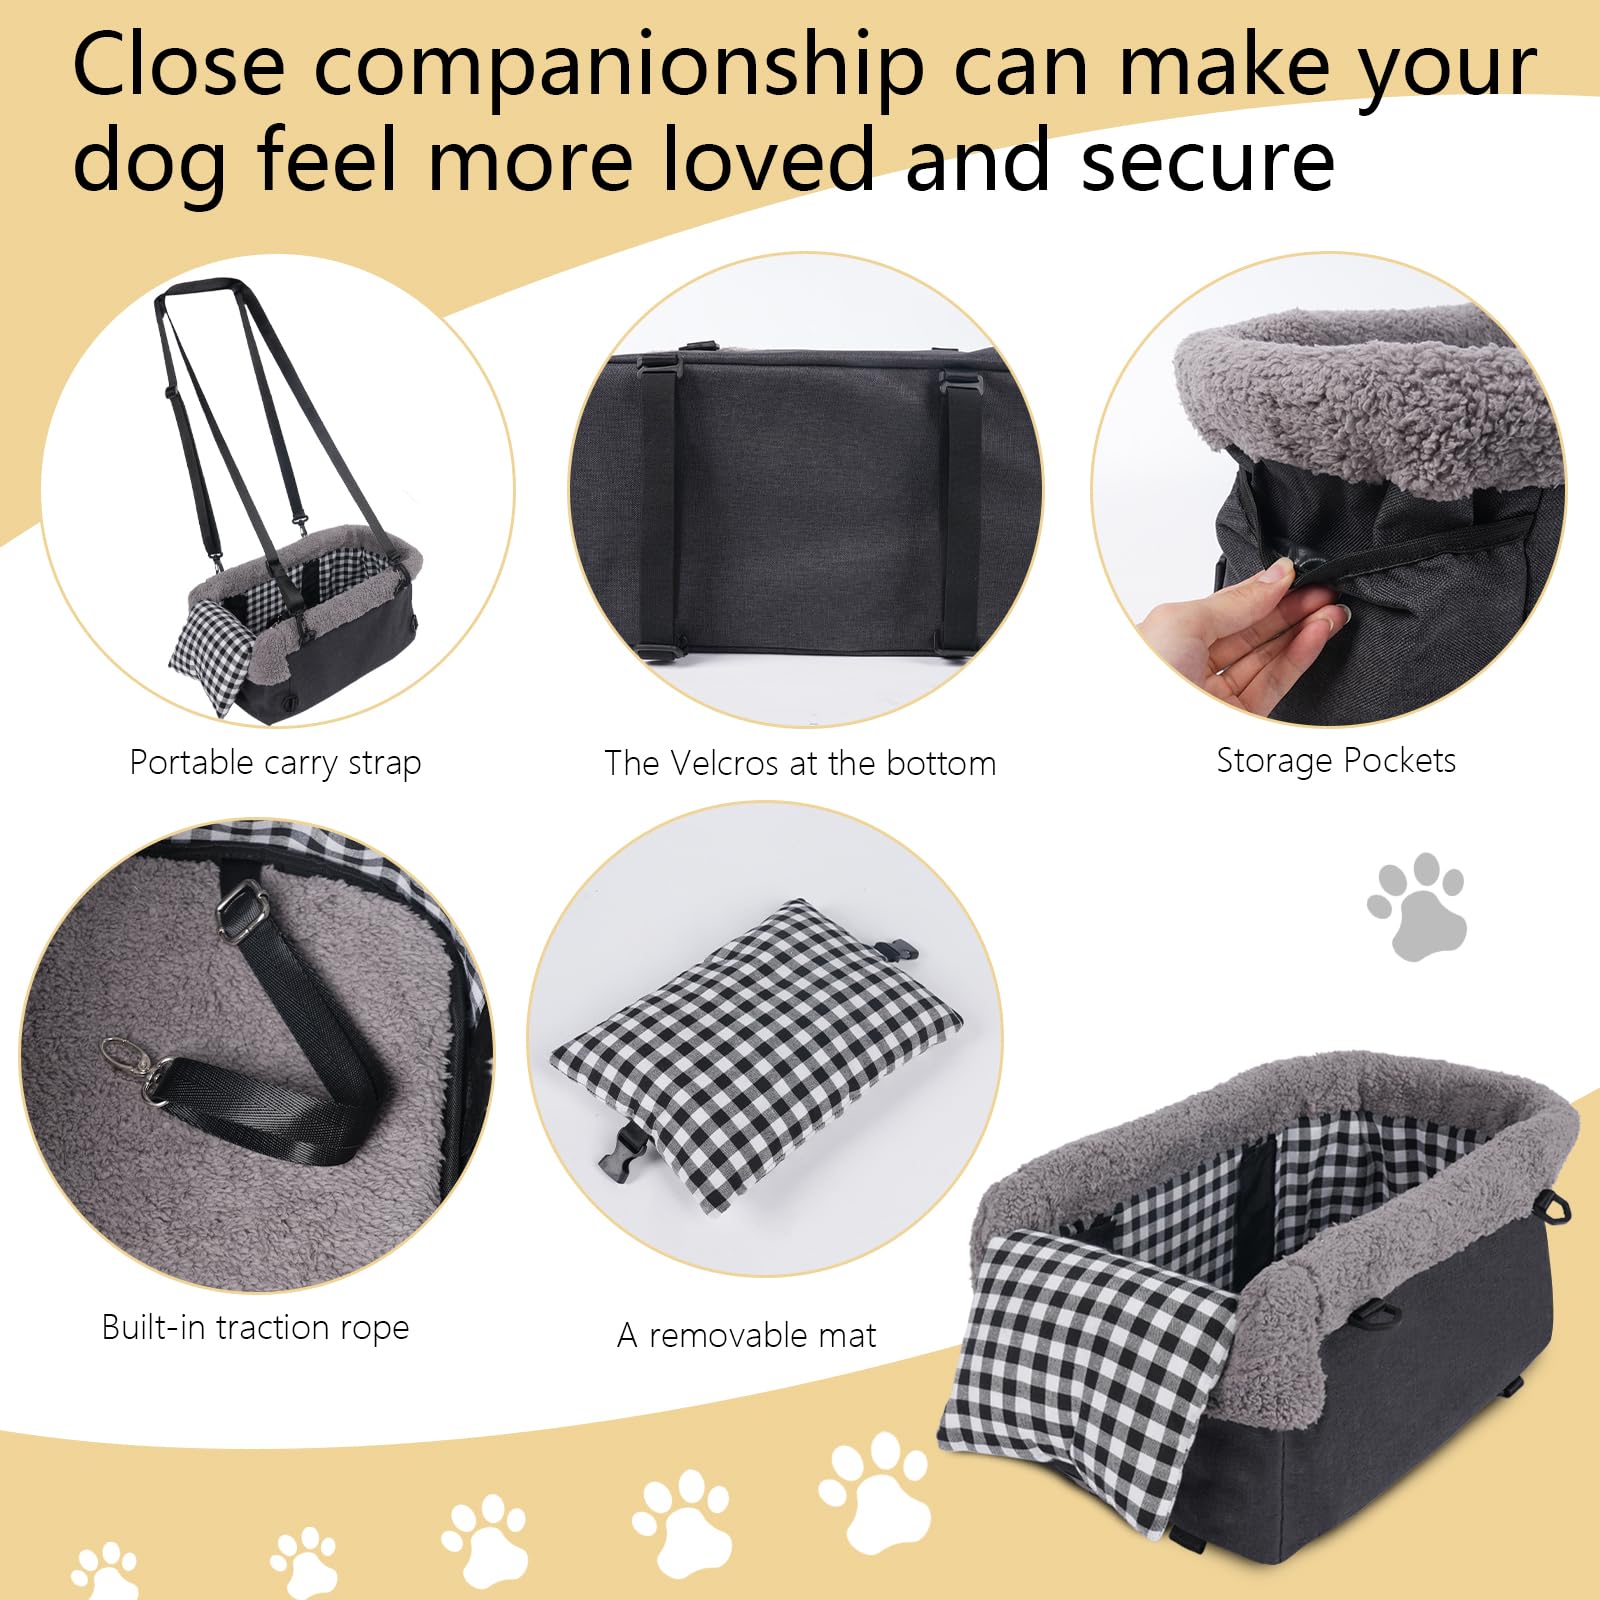 Close companionship can make your
dog feel more loved and secure
Portable carry strap
The Velcros at the bottom
Storage Pockets
Built-in traction rope
A removable mat